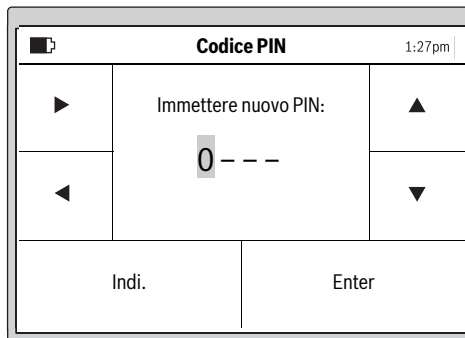 Codice PIN 1:27pm
Immettere nuovo PIN:
0– – –
Indi. Enter